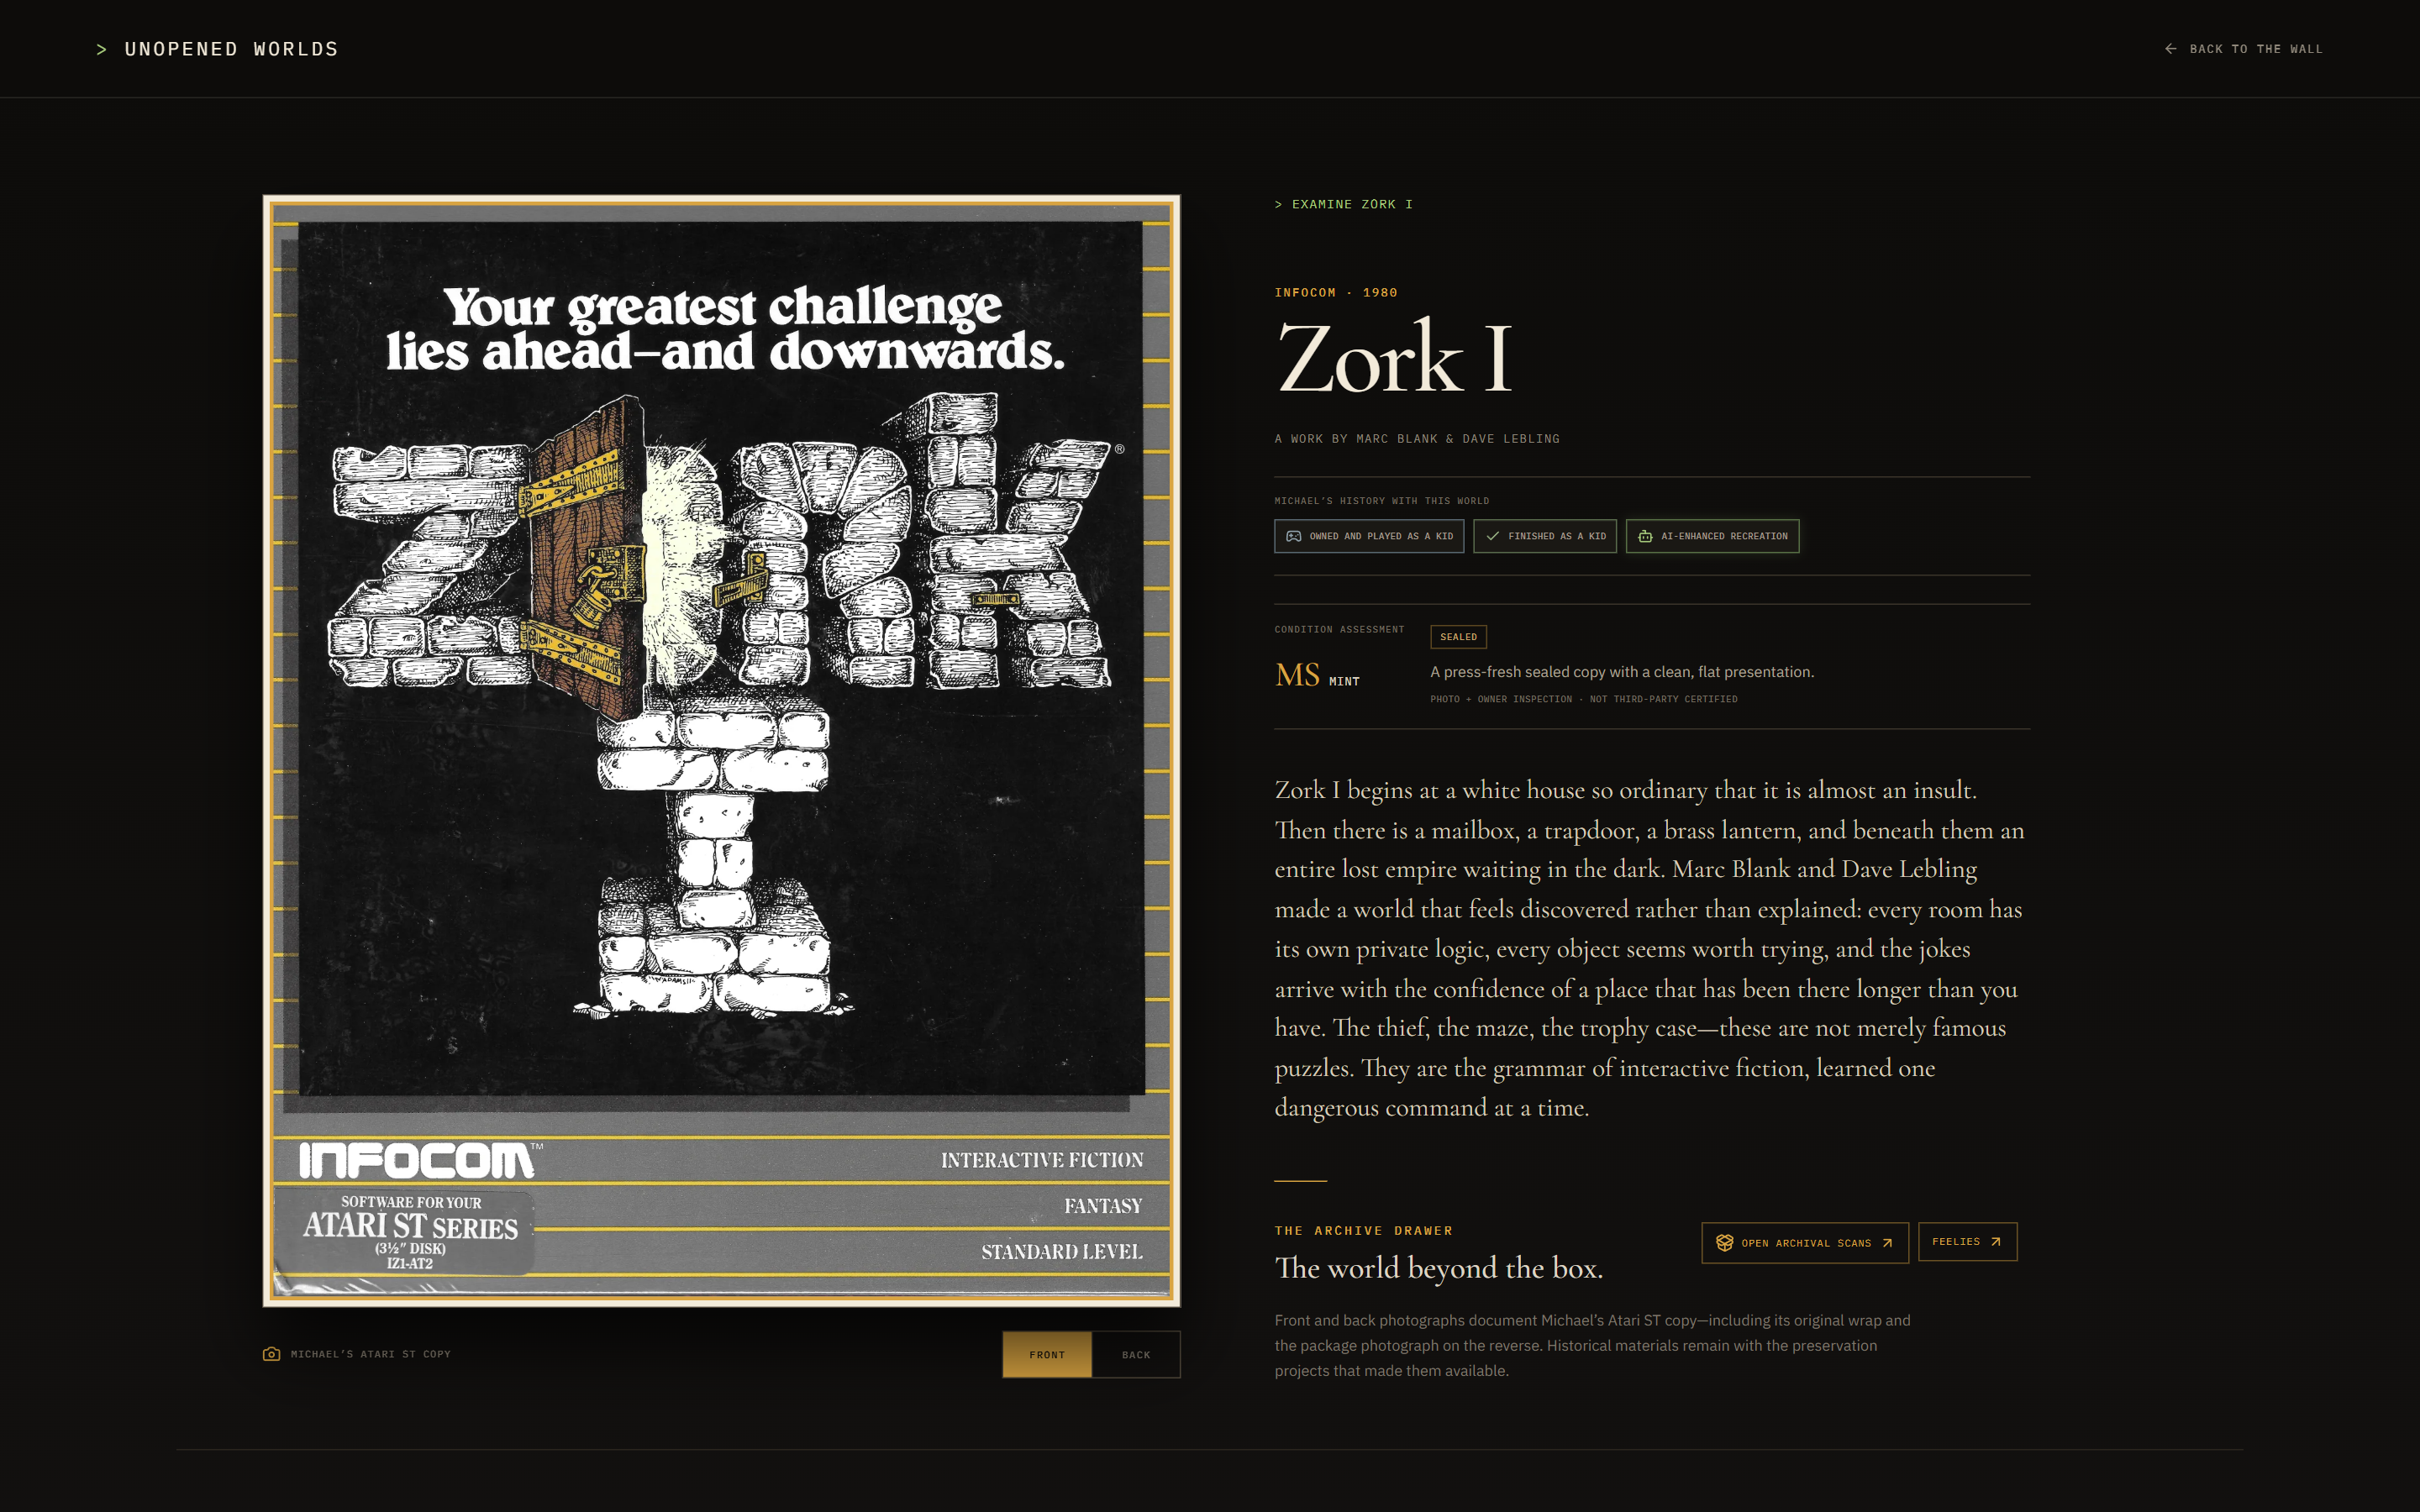 > UNOPENED WORLDS
← BACK TO THE WALL
Your greatest challenge
lies ahead—and downwards.
ZORK®
I
INFOCOM™
INTERACTIVE FICTION
SOFTWARE FOR YOUR
ATARI ST SERIES
(3½" DISK)
IZ1-AT2
FANTASY
STANDARD LEVEL
MICHAEL'S ATARI ST COPY
FRONT
BACK
> EXAMINE ZORK I
INFOCOM · 1980
Zork I
A WORK BY MARC BLANK & DAVE LEBLING
MICHAEL'S HISTORY WITH THIS WORLD
OWNED AND PLAYED AS A KID
FINISHED AS A KID
AI-ENHANCED RECREATION
CONDITION ASSESSMENT
MS MINT
SEALED
A press-fresh sealed copy with a clean, flat presentation.
PHOTO + OWNER INSPECTION · NOT THIRD-PARTY CERTIFIED
Zork I begins at a white house so ordinary that it is almost an insult.
Then there is a mailbox, a trapdoor, a brass lantern, and beneath them an
entire lost empire waiting in the dark. Marc Blank and Dave Lebling
made a world that feels discovered rather than explained: every room has
its own private logic, every object seems worth trying, and the jokes
arrive with the confidence of a place that has been there longer than you
have. The thief, the maze, the trophy case—these are not merely famous
puzzles. They are the grammar of interactive fiction, learned one
dangerous command at a time.
THE ARCHIVE DRAWER
The world beyond the box.
OPEN ARCHIVAL SCANS
FEELIES
Front and back photographs document Michael's Atari ST copy—including its original wrap and
the package photograph on the reverse. Historical materials remain with the preservation
projects that made them available.